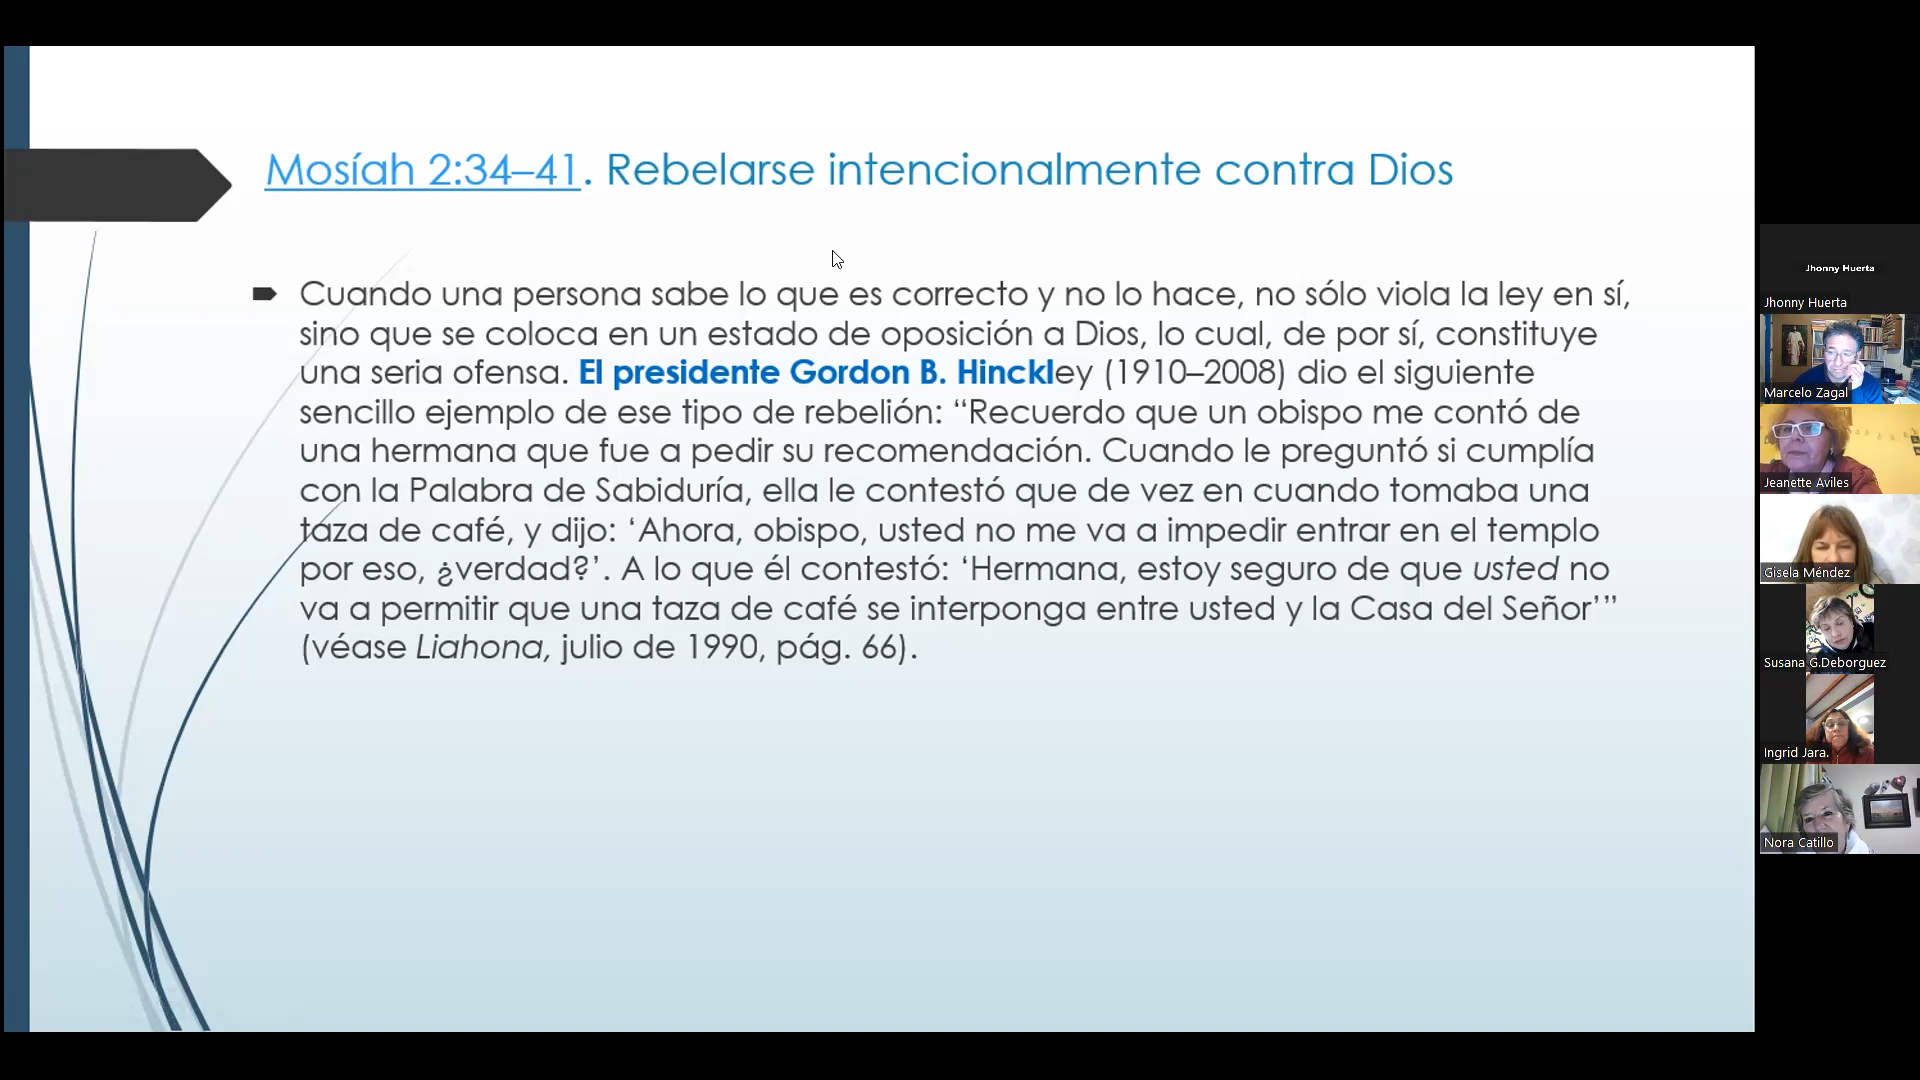 Mosíah 2:34–41. Rebelarse intencionalmente contra Dios
Cuando una persona sabe lo que es correcto y no lo hace, no sólo viola la ley en sí,
sino que se coloca en un estado de oposición a Dios, lo cual, de por sí, constituye
una seria ofensa. El presidente Gordon B. Hinckley (1910–2008) dio el siguiente
sencillo ejemplo de ese tipo de rebelión: “Recuerdo que un obispo me contó de
una hermana que fue a pedir su recomendación. Cuando le preguntó si cumplía
con la Palabra de Sabiduría, ella le contestó que de vez en cuando tomaba una
taza de café, y dijo: ‘Ahora, obispo, usted no me va a impedir entrar en el templo
por eso, ¿verdad?’. A lo que él contestó: ‘Hermana, estoy seguro de que usted no
va a permitir que una taza de café se interponga entre usted y la Casa del Señor’”
(véase Liahona, julio de 1990, pág. 66).
Jhonny Huerta
Jhonny Huerta
Marcelo Zagal
Jeanette Aviles
Gisela Méndez
Susana G.Deborguez
Ingrid Jara.
Nora Catillo